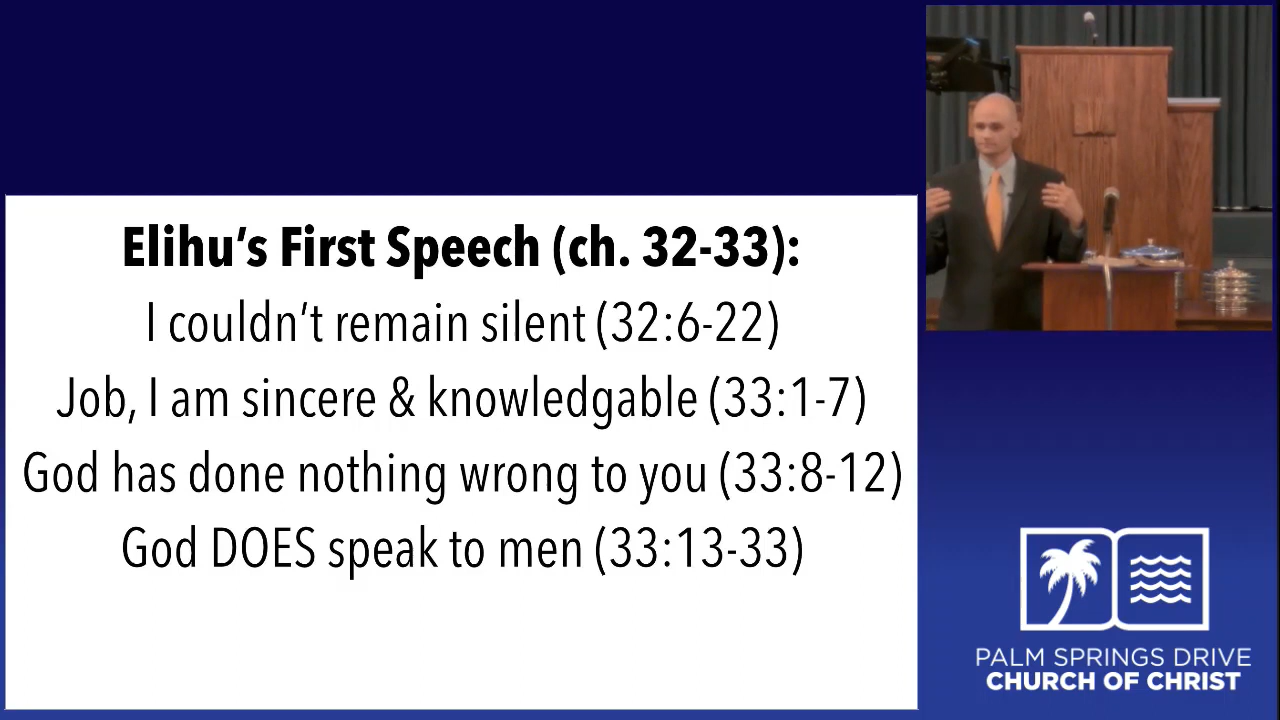 Elihu’s First Speech (ch. 32-33):
I couldn’t remain silent (32:6-22)
Job, I am sincere & knowledgable (33:1-7)
God has done nothing wrong to you (33:8-12)
God DOES speak to men (33:13-33)
PALM SPRINGS DRIVE
CHURCH OF CHRIST